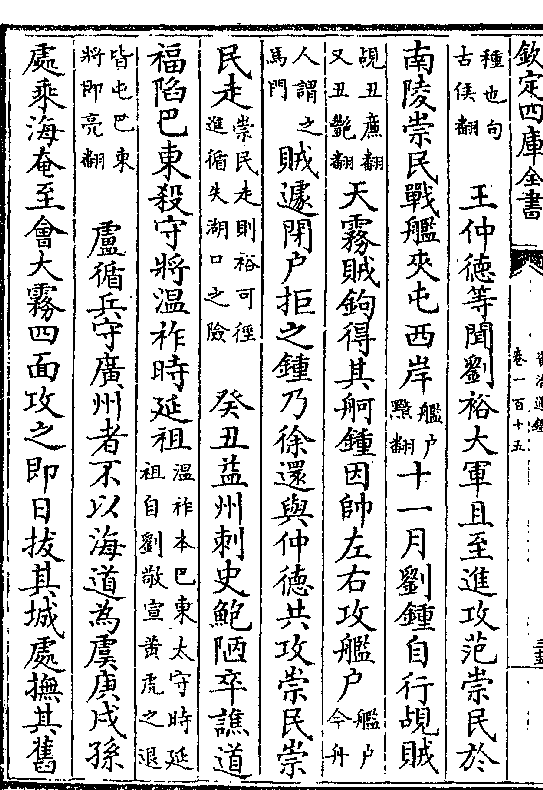 欽定四庫全書
資治通鑑
卷一百十五
種也句古侯翻 王仲德等聞劉裕大軍且至進攻范崇民於
南陵崇民戰艦夾屯西岸艦户黯翻十一月劉鍾自行覘賊
覘丑亷翻又丑艷翻天霧賊鉤得其舸鍾因帥左右攻艦户艦户今舟
人謂之馬門賊遽閉户拒之鍾乃徐還與仲德共攻崇民崇
民走崇民走則裕可徑進循失湖口之險 癸丑益州刺史鮑陋卒譙道
福陷巴東殺守將溫祚時延祖溫祚本巴東太守時延祖自劉敬宣黄虎之退
皆屯巴東將即亮翻 盧循兵守廣州者不以海道為虞庚戌孫
處乘海奄至會大霧四面攻之即日拔其城處撫其舊